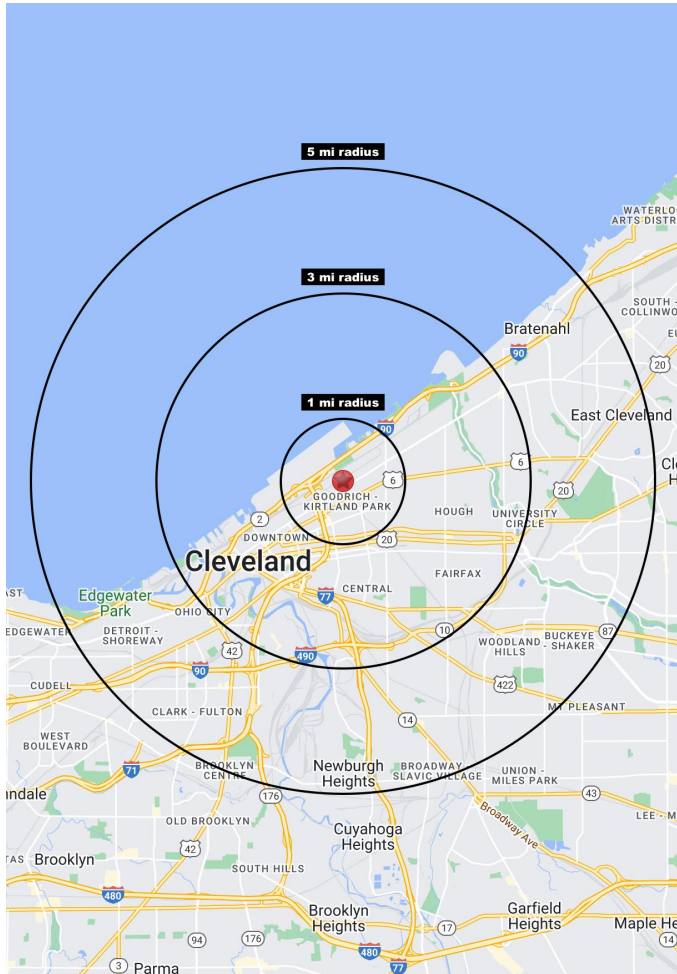 5 mi radius
WATERLO
ARTS DISTR
3 mi radius
SOUTH -
COLLINWO
Bratenahl
90
EU
20
1 mi radius
East Cleveland
90
6
Cle
H
6
20
GOODRICH -
KIRTLAND PARK
HOUGH
UNIVERSITY
CIRCLE
2
DOWNTOWN
20
Cleveland
FAIRFAX
AST
Edgewater
Park
77
CENTRAL
OHIO CITY
EDGEWATER
DETROIT -
SHOREWAY
10
87
WOODLAND
HILLS
BUCKEYE
- SHAKER
42
490
90
CUDELL
422
MT PLEASANT
CLARK - FULTON
14
WEST
BOULEVARD
71
BROOKLYN
CENTRE
Newburgh
Heights
BROADWAY
SLAVIC VILLAGE
UNION -
MILES PARK
nndale
176
43
OLD BROOKLYN
Cuyahoga
Heights
Broadway Ave
LEE - M
42
TAS
Brooklyn
SOUTH HILLS
480
Brooklyn
Heights
Garfield
Heights
Maple He
94
176
17
14
480
3
Parma
77